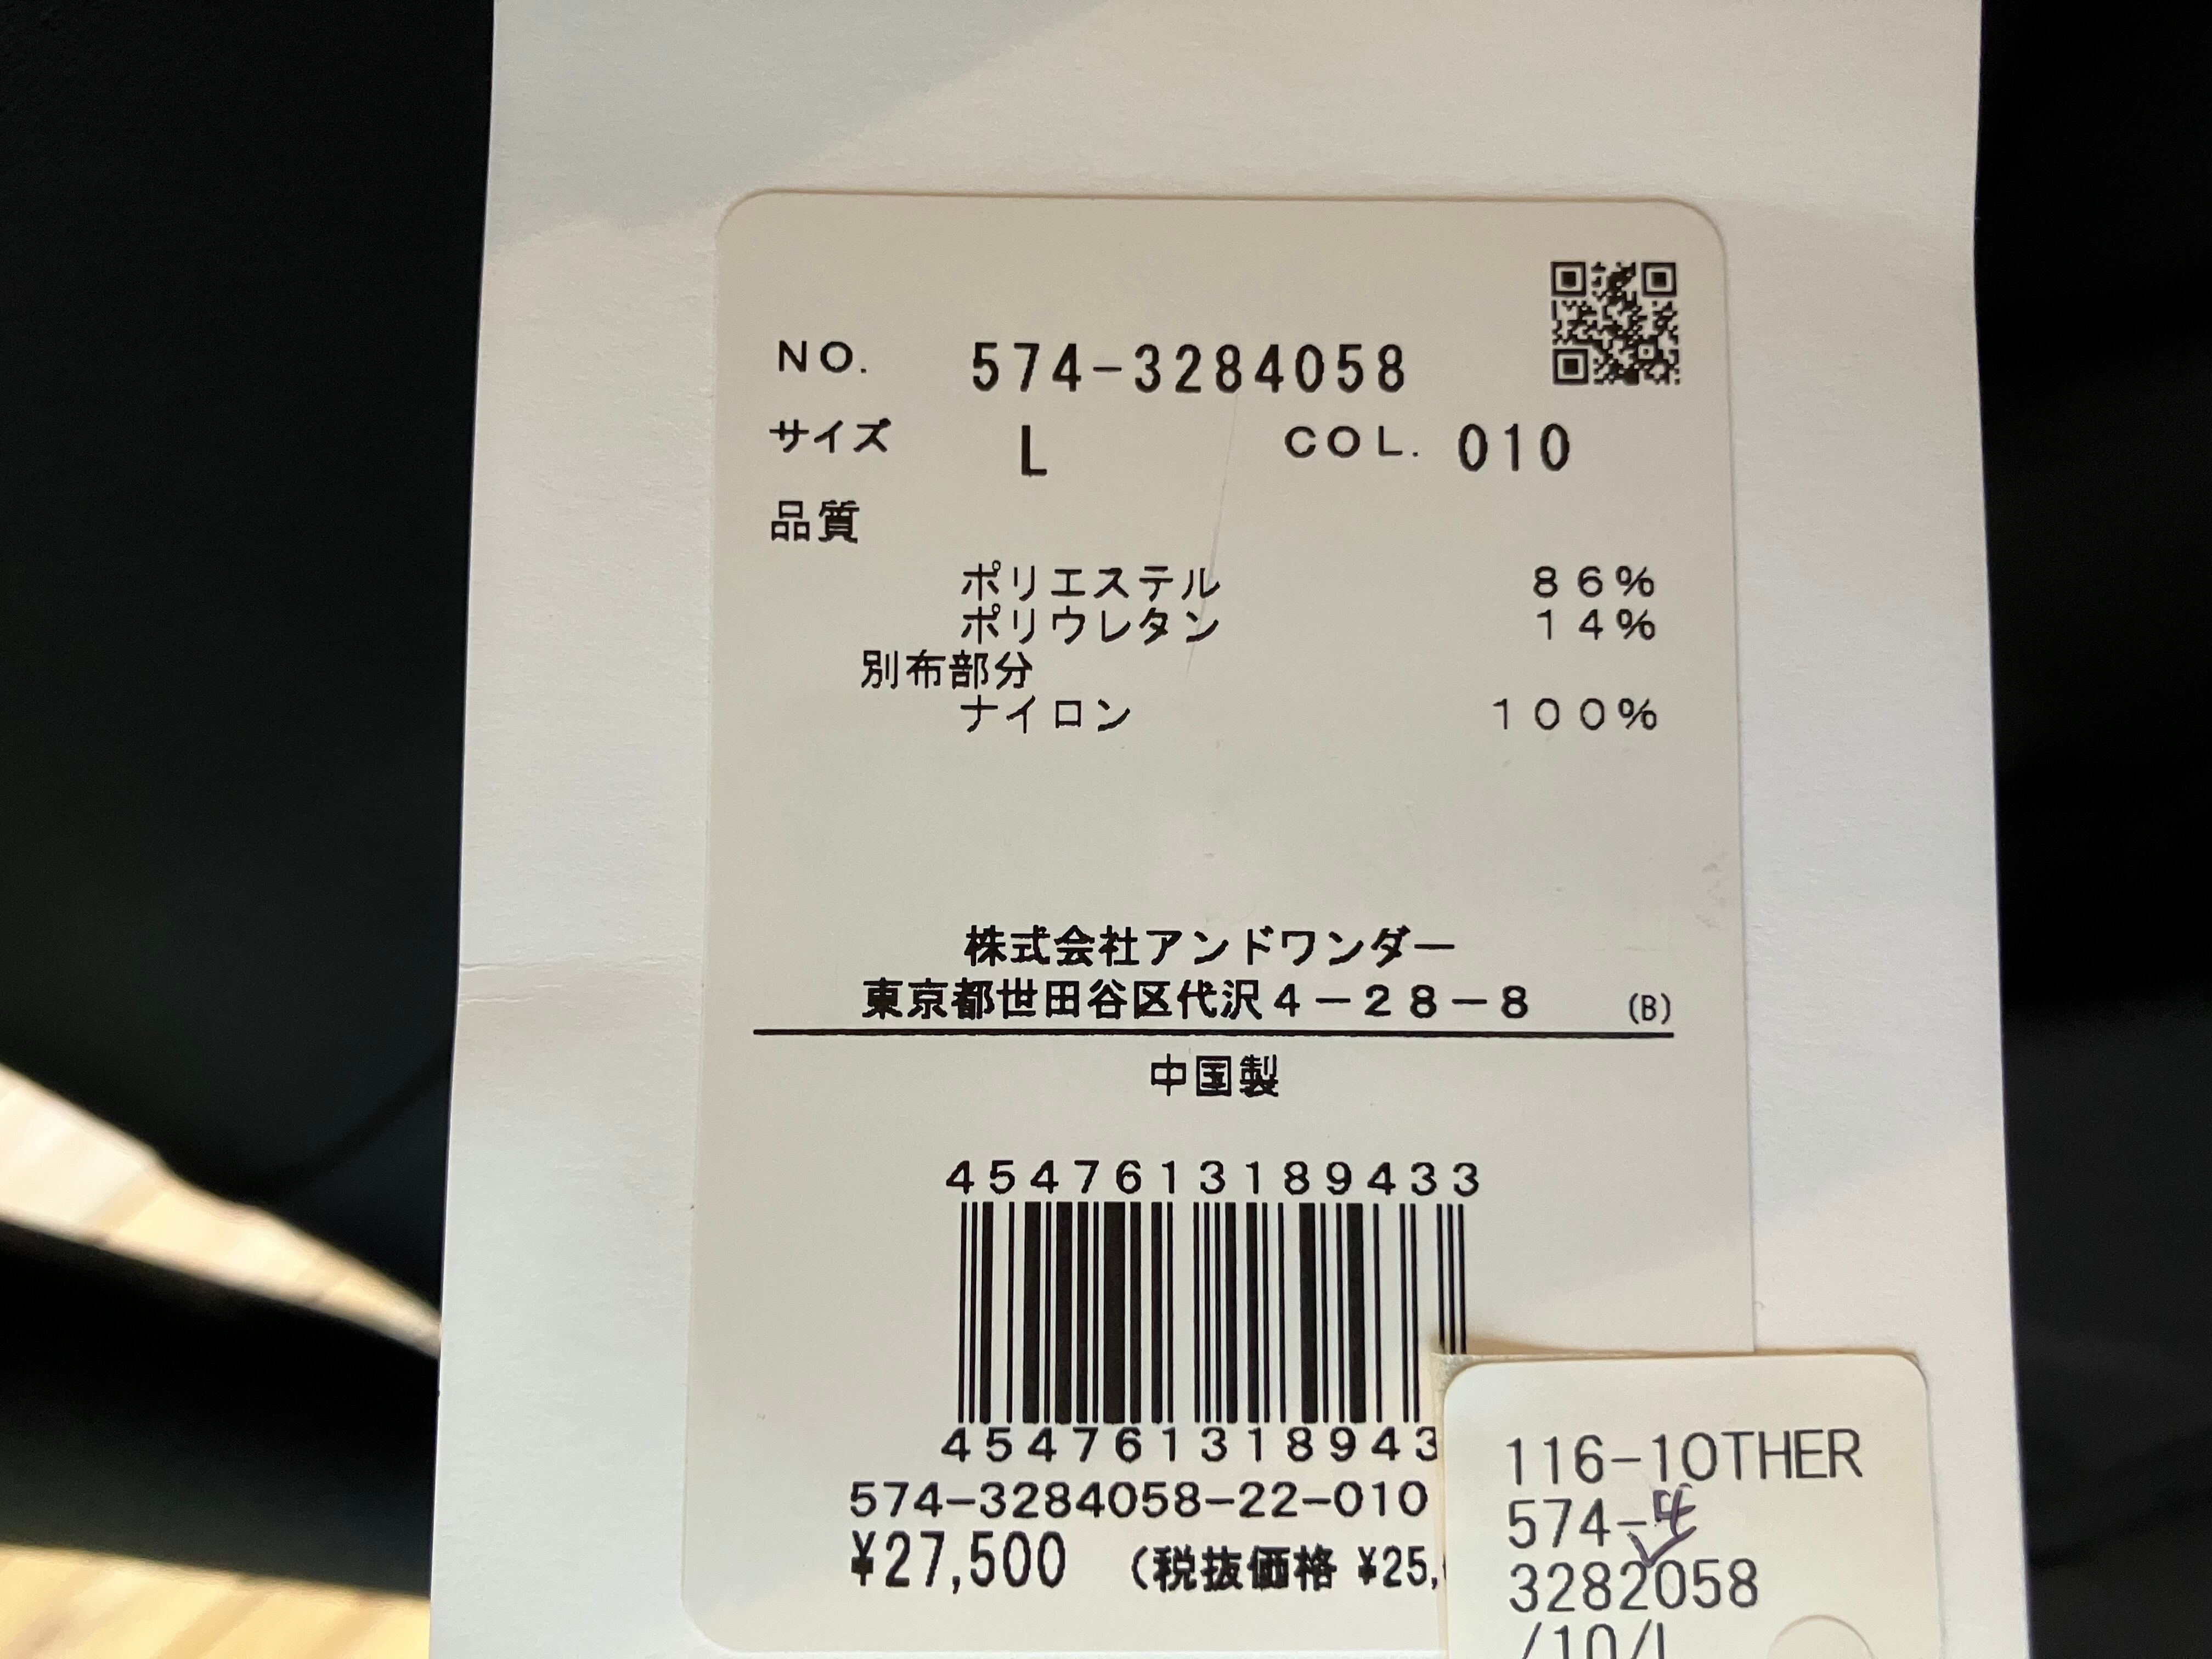 NO. 574-3284058
サイズ L COL. 010
品質
ポリエステル 86%
ポリウレタン 14%
別布部分
ナイロン 100%
株式会社アンドワンダー
東京都世田谷区代沢4-28-8 (B)
中国製
4547613189433
454761318943
574-3284058-22-010
¥27,500 (税抜価格 ¥25,
116-1OTHER
574-
3282058
/10/L